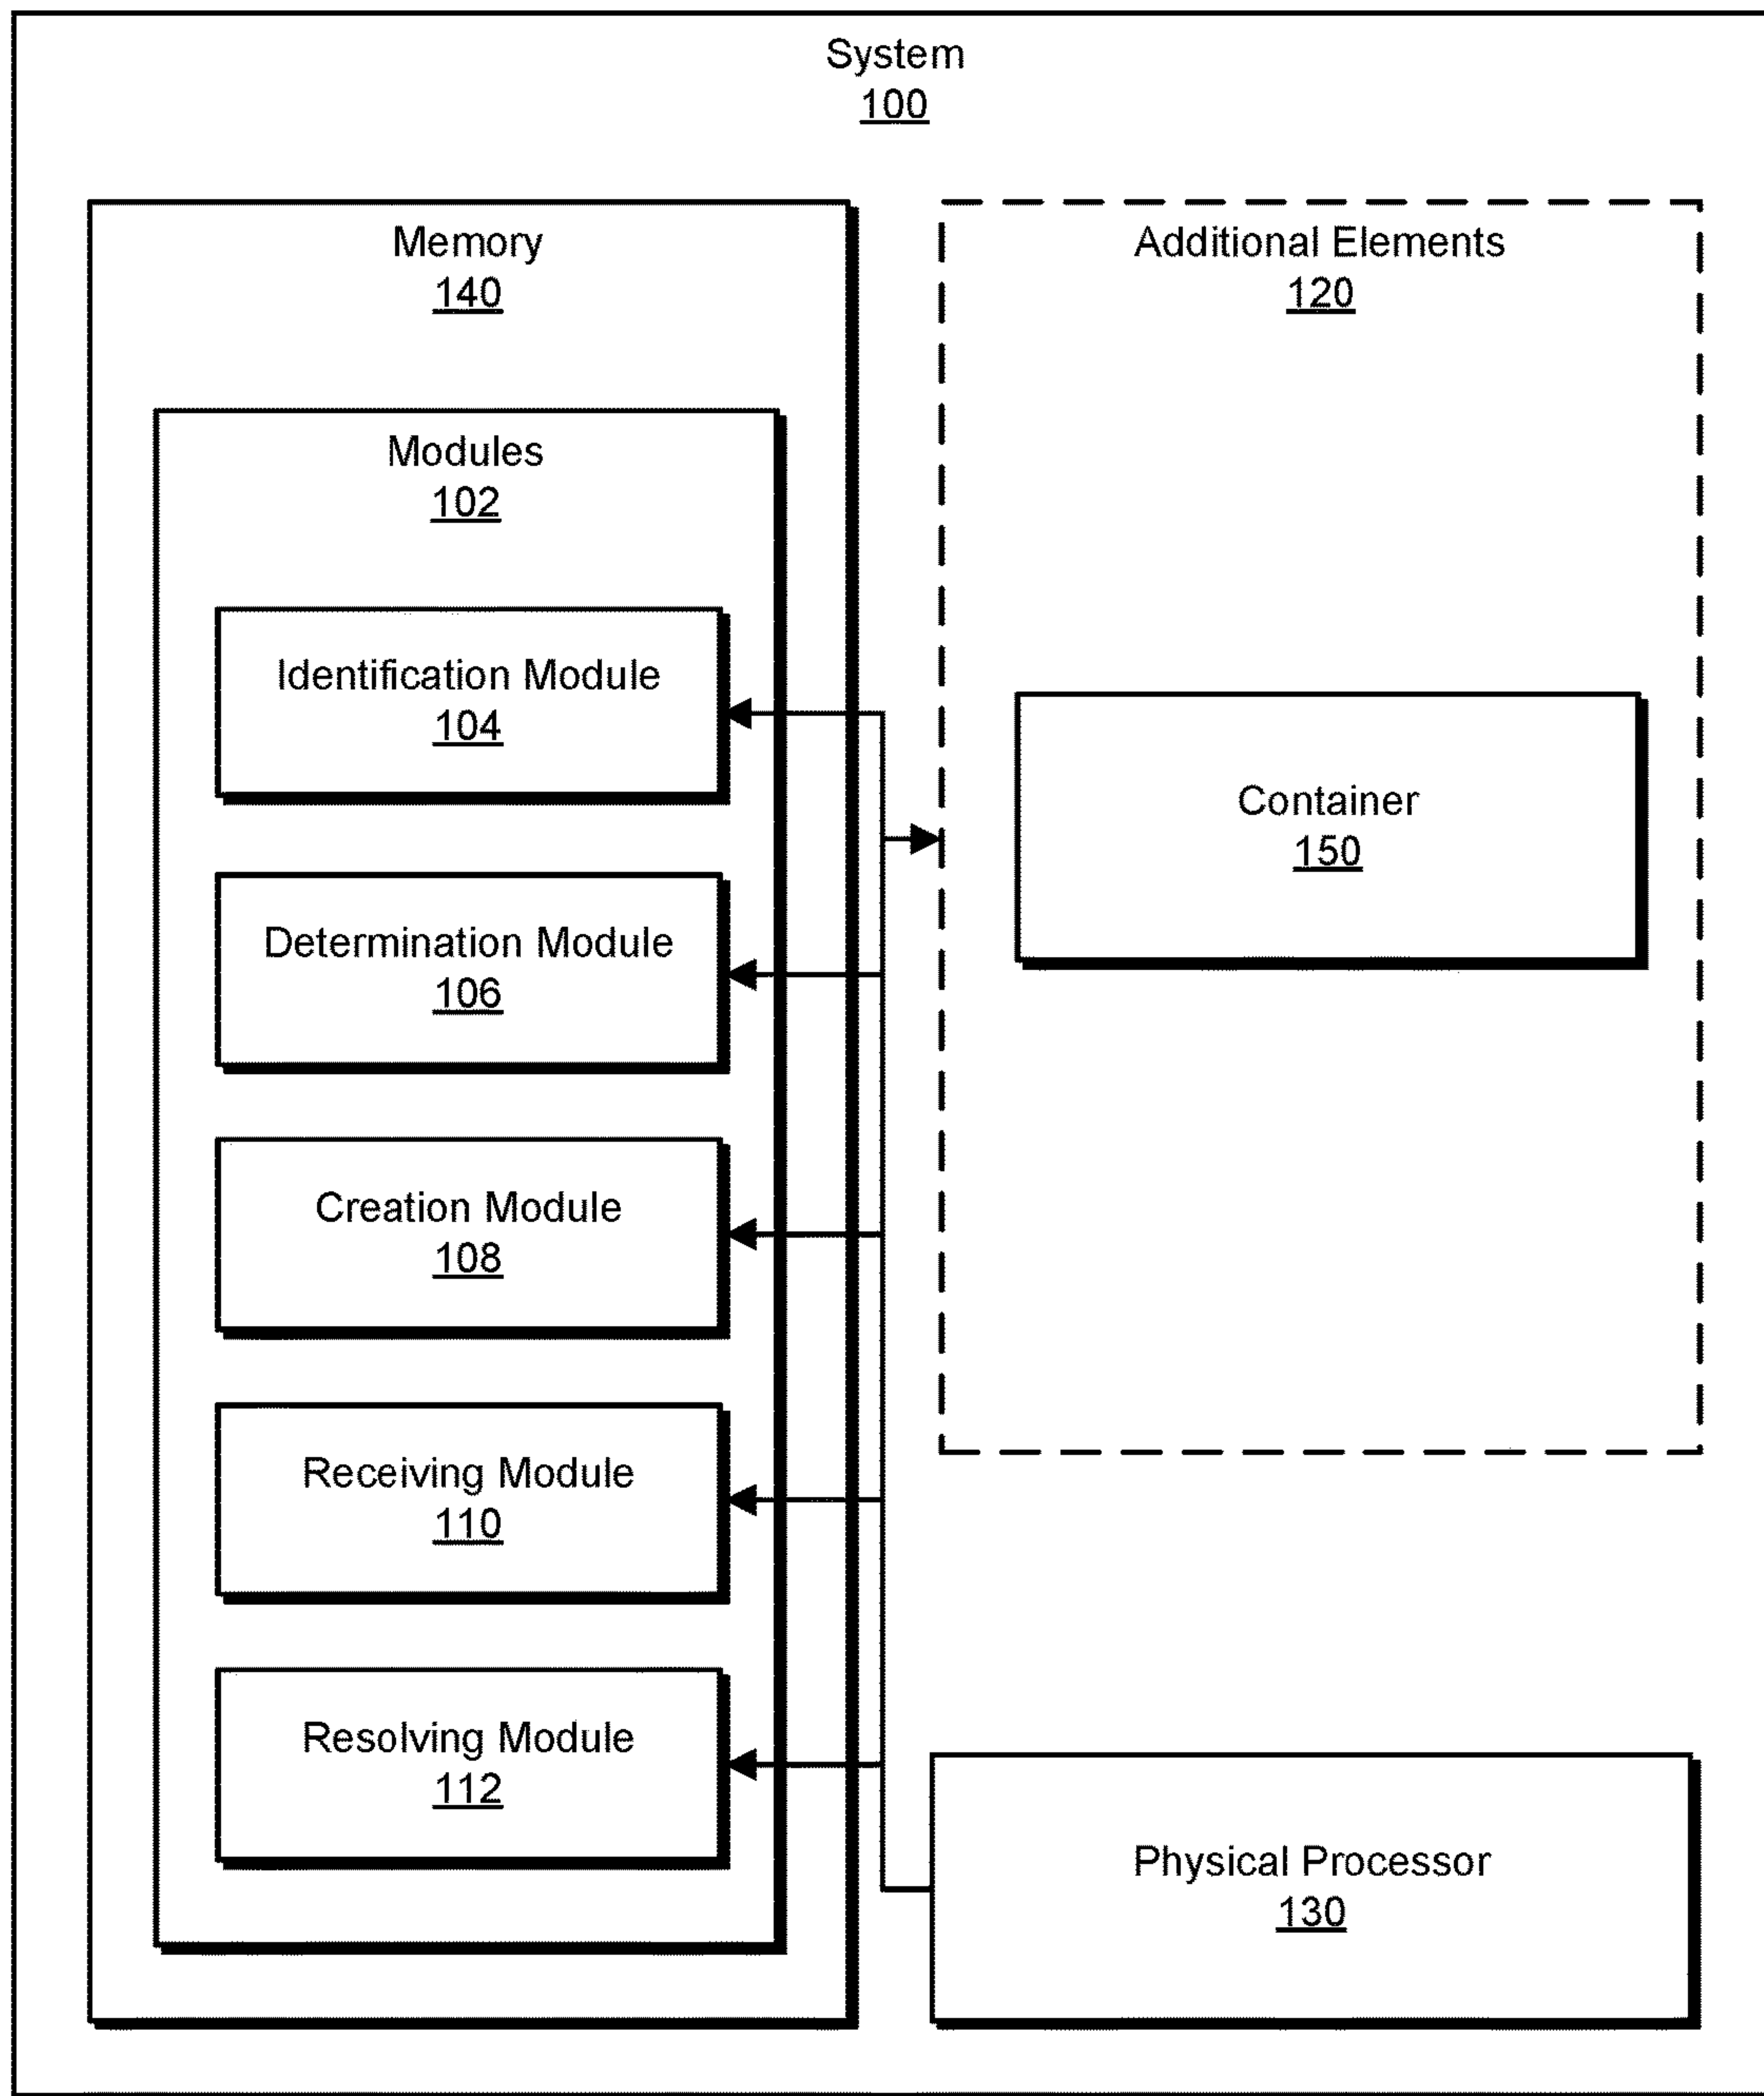 System
100
Memory
140
Modules
102
Identification Module
104
Determination Module
106
Creation Module
108
Receiving Module
110
Resolving Module
112
Additional Elements
120
Container
150
Physical Processor
130